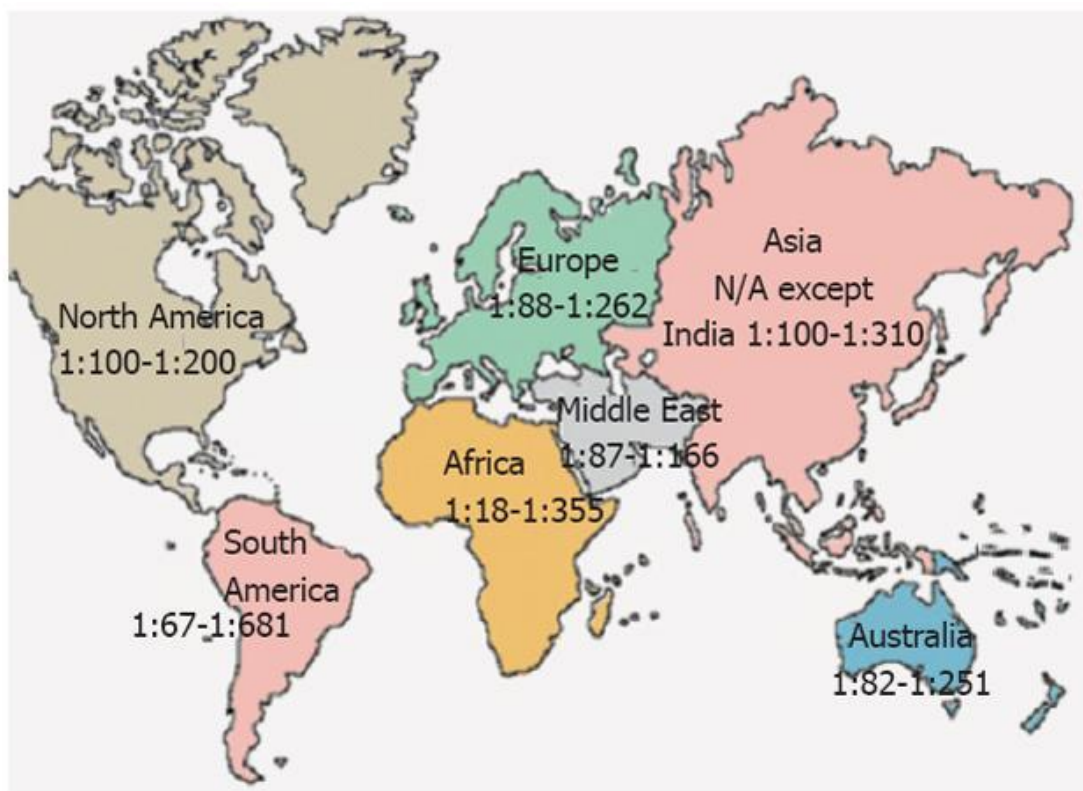 North America
1:100-1:200
Europe
1:88-1:262
Asia
N/A except
India 1:100-1:310
Middle East
1:87-1:166
Africa
1:18-1:355
South
America
1:67-1:681
Australia
1:82-1:251